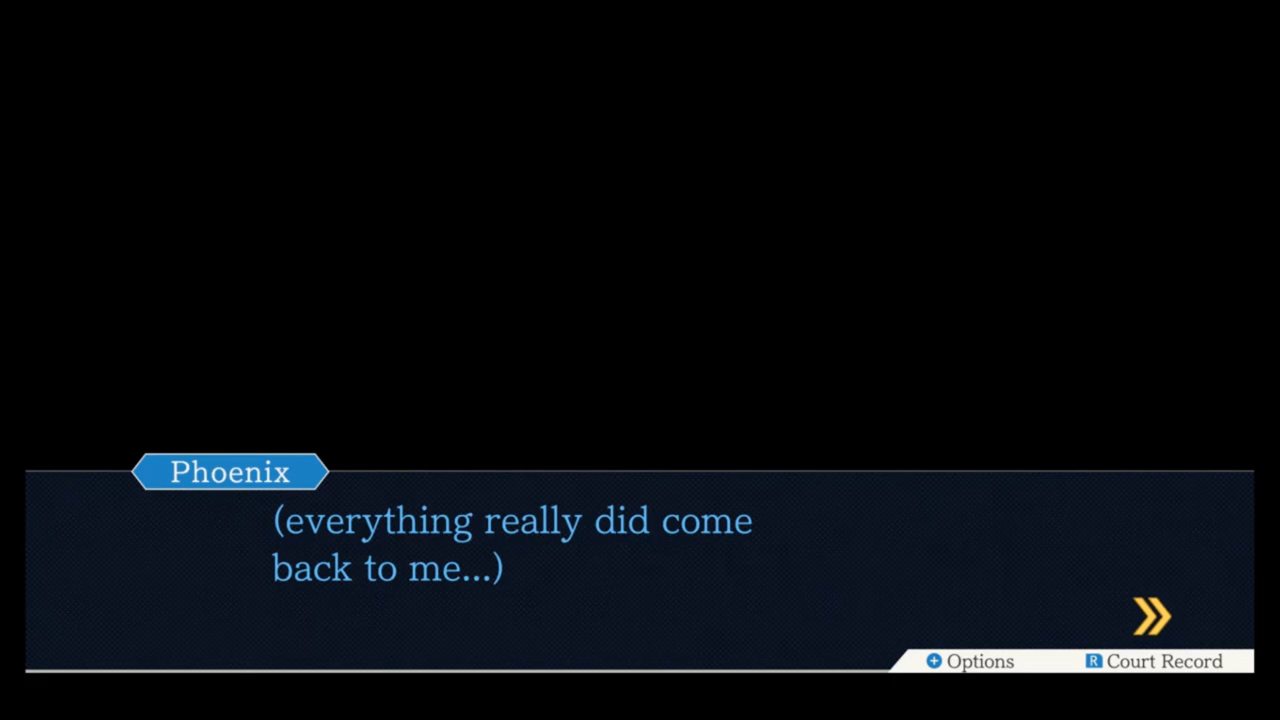 Phoenix
(everything really did come
back to me...)
+ Options
R Court Record